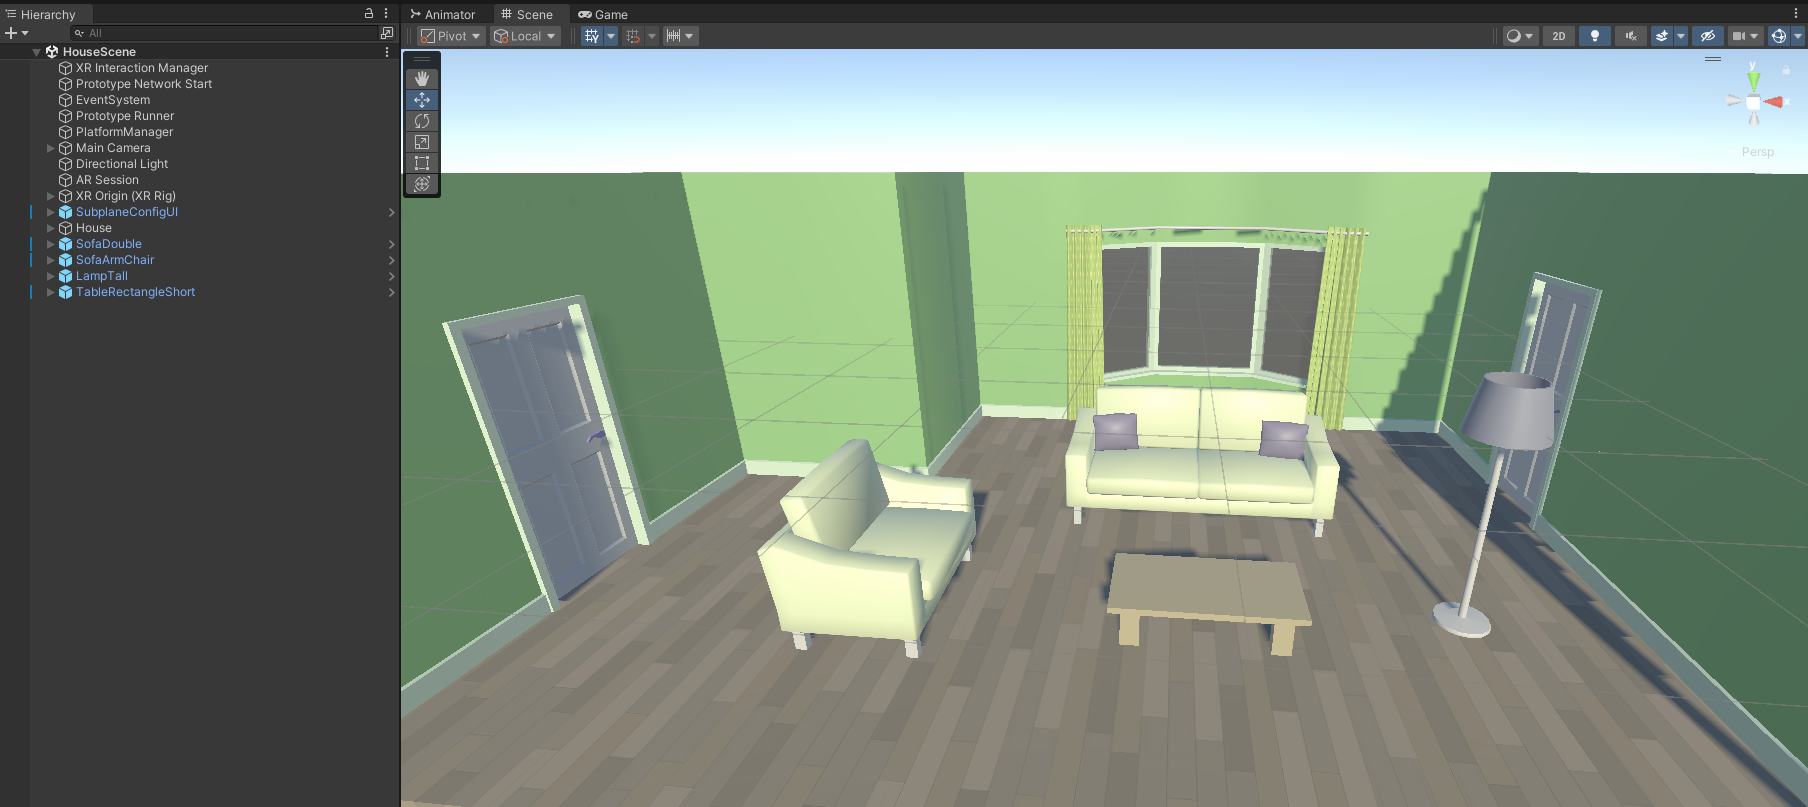 Hierarchy
All
HouseScene
XR Interaction Manager
Prototype Network Start
EventSystem
Prototype Runner
PlatformManager
Main Camera
Directional Light
AR Session
XR Origin (XR Rig)
SubplaneConfigUI
House
SofaDouble
SofaArmChair
LampTall
TableRectangleShort
Animator Scene Game
Pivot Local 2D
y
x
Persp